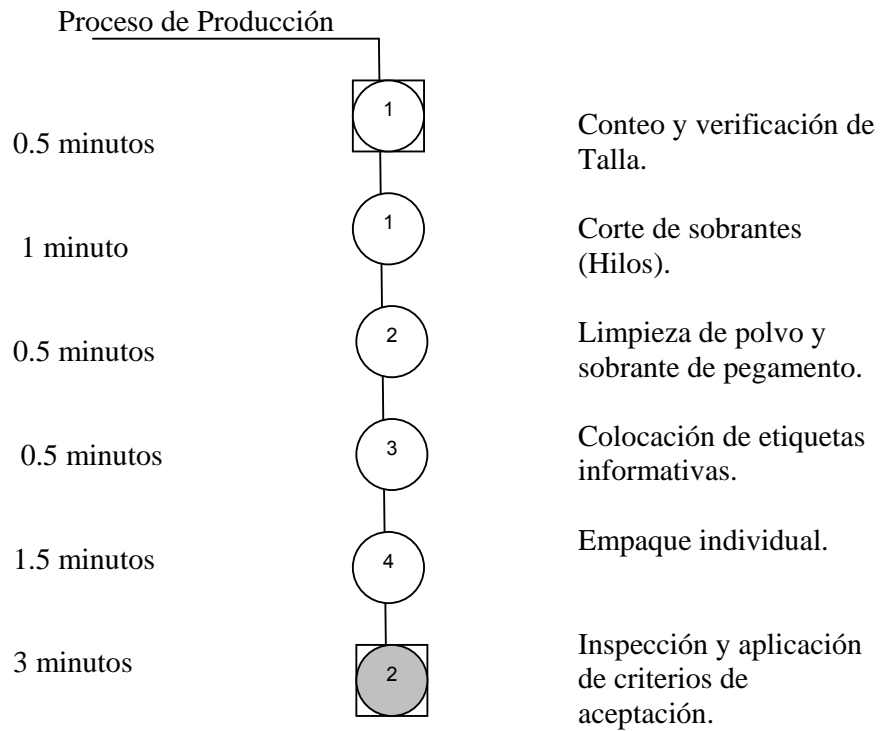 Proceso de Producción
1
0.5 minutos
Conteo y verificación de
Talla.
1
1 minuto
Corte de sobrantes
(Hilos).
2
0.5 minutos
Limpieza de polvo y
sobrante de pegamento.
3
0.5 minutos
Colocación de etiquetas
informativas.
4
1.5 minutos
Empaque individual.
2
3 minutos
Inspección y aplicación
de criterios de
aceptación.